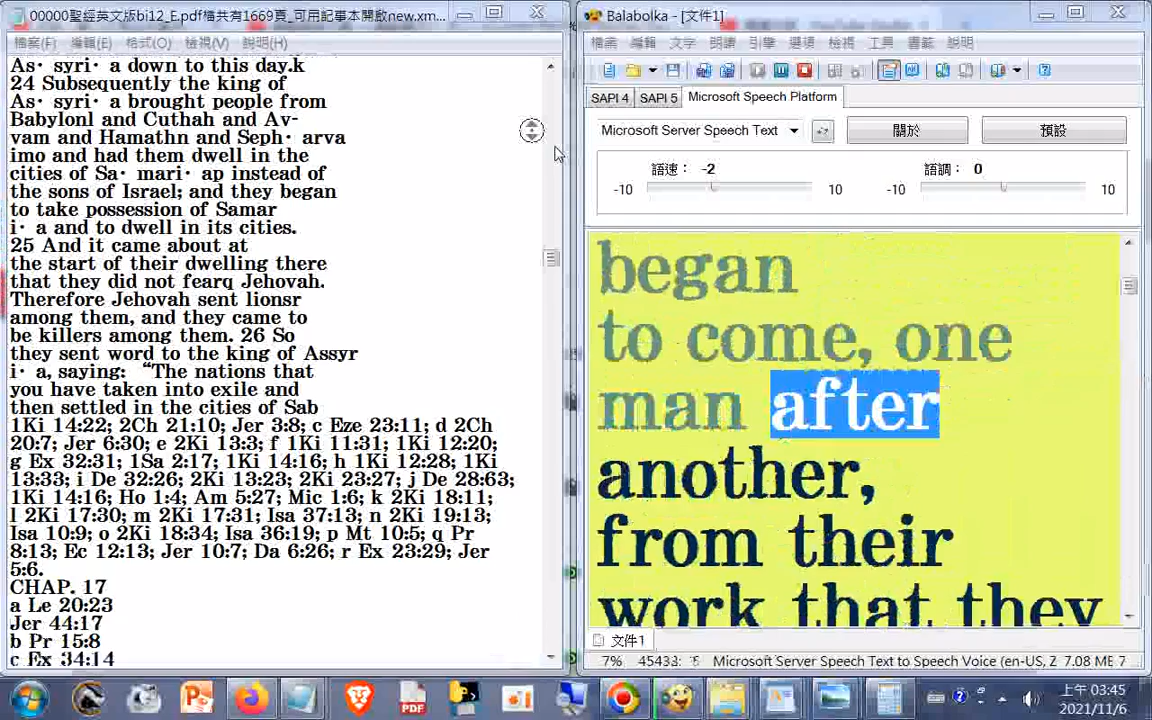 00000聖經英文版bi12_E.pdf檔共有1669頁_可用記事本開啟new.xm...
檔案(F) 編輯(E) 格式(O) 檢視(V) 說明(H)
As· syri· a down to this day.k
24 Subsequently the king of
As· syri· a brought people from
Babylonl and Cuthah and Av-
vam and Hamathn and Seph· arva
imo and had them dwell in the
cities of Sa· mari· ap instead of
the sons of Israel; and they began
to take possession of Samar
i· a and to dwell in its cities.
25 And it came about at
the start of their dwelling there
that they did not fearq Jehovah.
Therefore Jehovah sent lionsr
among them, and they came to
be killers among them. 26 So
they sent word to the king of Assyr
i· a, saying: “The nations that
you have taken into exile and
then settled in the cities of Sab
1Ki 14:22; 2Ch 21:10; Jer 3:8; c Eze 23:11; d 2Ch
20:7; Jer 6:30; e 2Ki 13:3; f 1Ki 11:31; 1Ki 12:20;
g Ex 32:31; 1Sa 2:17; 1Ki 14:16; h 1Ki 12:28; 1Ki
13:33; i De 32:26; 2Ki 13:23; 2Ki 23:27; j De 28:63;
1Ki 14:16; Ho 1:4; Am 5:27; Mic 1:6; k 2Ki 18:11;
l 2Ki 17:30; m 2Ki 17:31; Isa 37:13; n 2Ki 19:13;
Isa 10:9; o 2Ki 18:34; Isa 36:19; p Mt 10:5; q Pr
8:13; Ec 12:13; Jer 10:7; Da 6:26; r Ex 23:29; Jer
5:6.
CHAP. 17
a Le 20:23
Jer 44:17
b Pr 15:8
c Ex 34:14
Balabolka - [文件1]
檔案 編輯 文字 朗讀 引擎 選項 檢視 工具 書籤 說明
SAPI 4 SAPI 5 Microsoft Speech Platform
Microsoft Server Speech Text 關於 預設
語速: -2 語調: 0
-10 10 -10 10
began
to come, one
man after
another,
from their
work that they
文件1
7% Microsoft Server Speech Text to Speech Voice (en-US, Z 7.08 MB 7
上午 03:45
2021/11/6